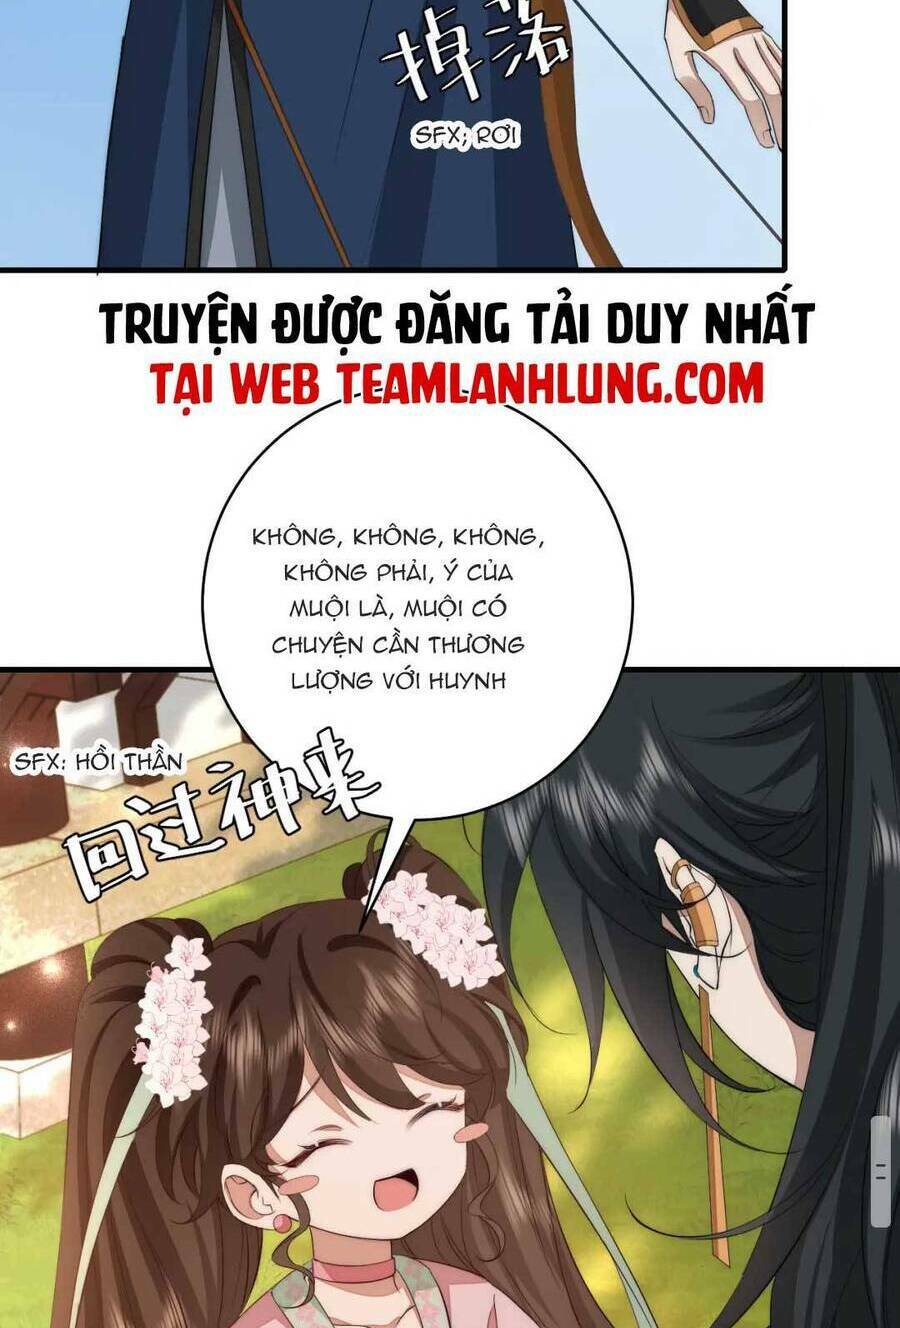 掉落
SFX; RƠI
TRUYỆN ĐƯỢC ĐĂNG TẢI DUY NHẤT
TẠI WEB TEAMLANHLUNG.COM
KHÔNG, KHÔNG, KHÔNG,
KHÔNG PHẢI, Ý CỦA
MUỘI LÀ, MUỘI CÓ
CHUYỆN CẦN THƯƠNG
LƯỢNG VỚI HUYNH
SFX: HỒI THẦN
回过神来